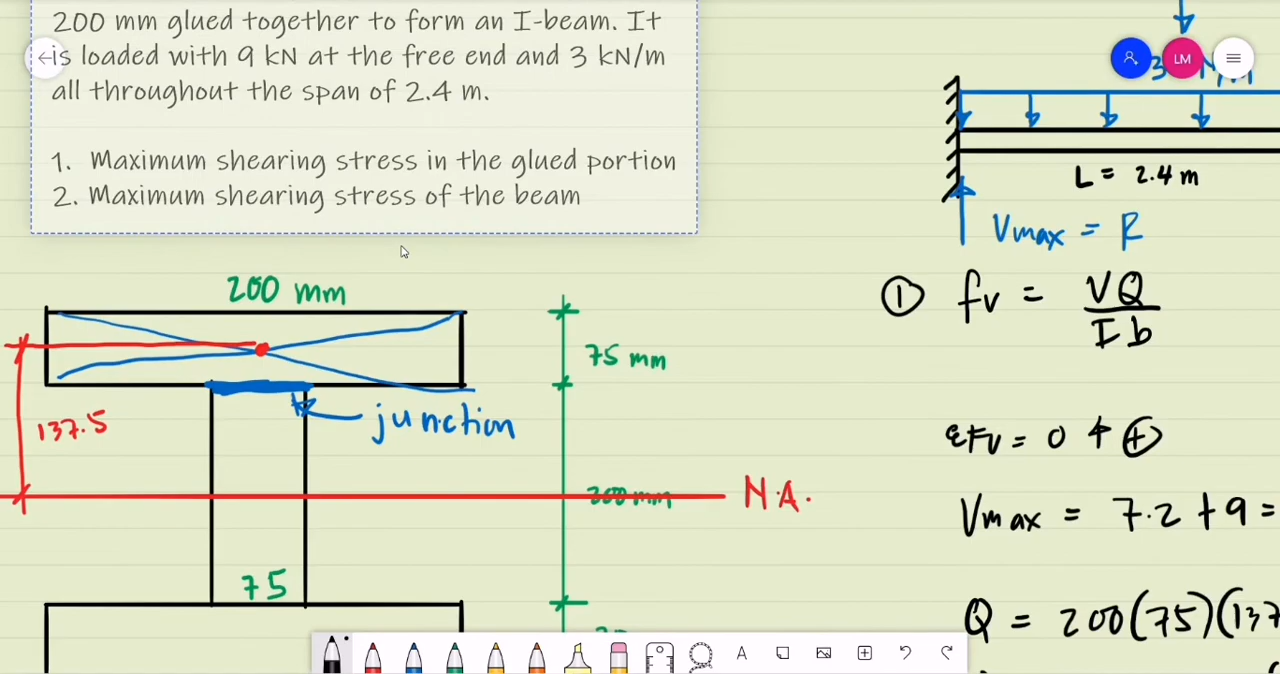 200 mm glued together to form an I-beam. It
is loaded with 9 kN at the free end and 3 kN/m
all throughout the span of 2.4 m.
1. Maximum shearing stress in the glued portion
2. Maximum shearing stress of the beam
LM
L = 2.4 m
Vmax = R
① fv = VQ
I b
200 mm
75 mm
junction
137.5
200 mm
N.A.
75
ΣFv = 0 ↑ ⊕
Vmax = 7.2 + 9 =
Q = 200(75)(137
A